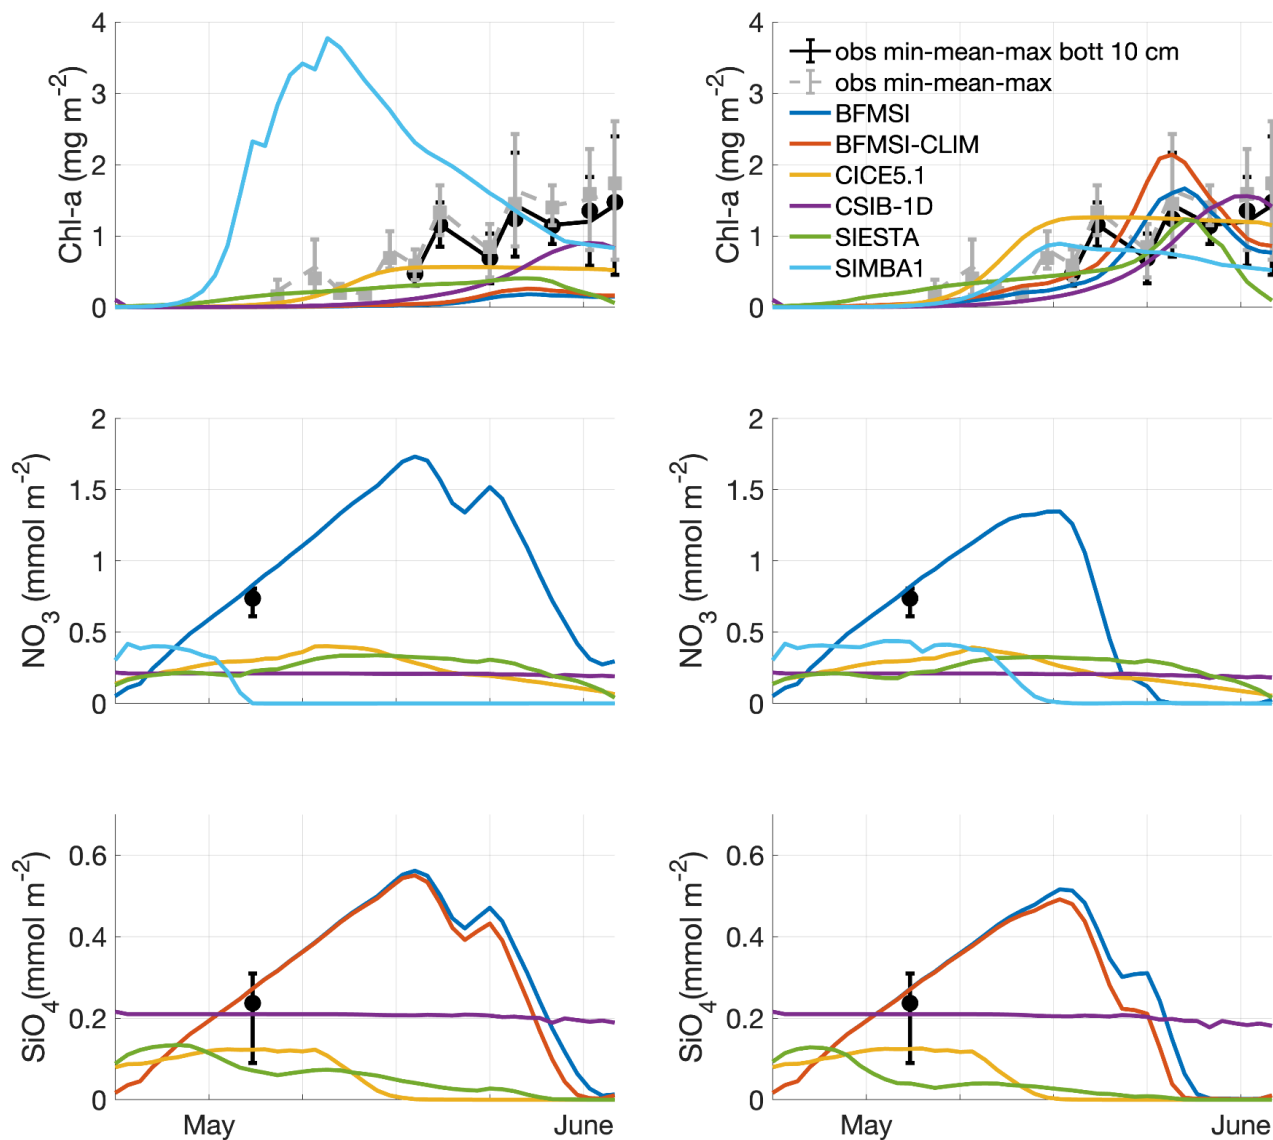 4
3
2
1
0
Chl-a (mg m⁻²)
4
3
2
1
0
Chl-a (mg m⁻²)
obs min-mean-max bott 10 cm
obs min-mean-max
BFMSI
BFMSI-CLIM
CICE5.1
CSIB-1D
SIESTA
SIMBA1
2
1.5
1
0.5
0
NO₃ (mmol m⁻²)
2
1.5
1
0.5
0
NO₃ (mmol m⁻²)
0.6
0.4
0.2
0
SiO₄(mmol m⁻²)
May
June
0.6
0.4
0.2
0
SiO₄(mmol m⁻²)
May
June